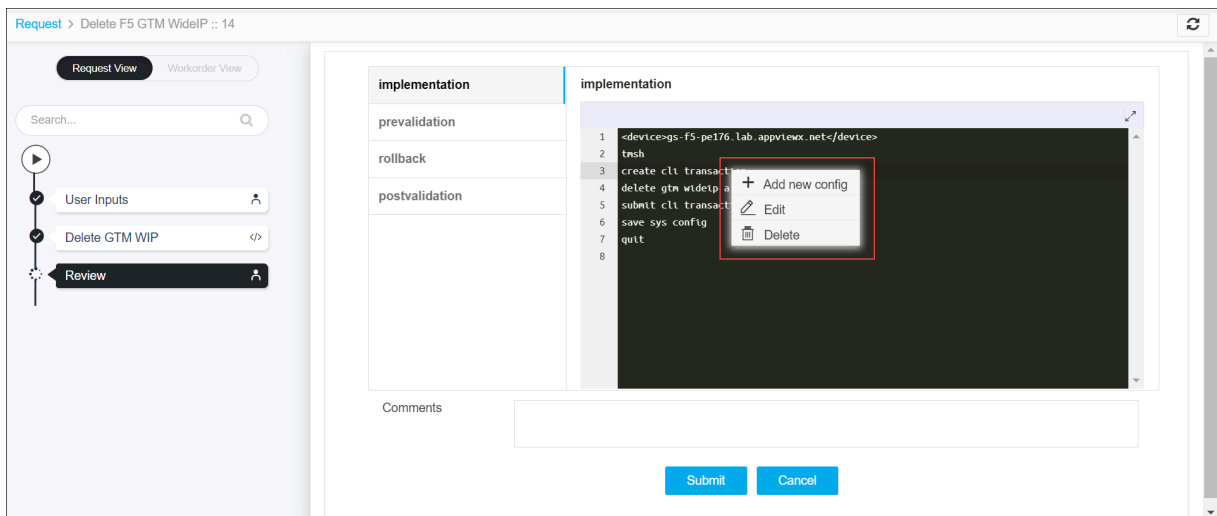 Request > Delete F5 GTM WideIP :: 14
Request View Workorder View
Search...
User Inputs
Delete GTM WIP </>
Review
implementation
prevalidation
rollback
postvalidation
implementation
1 <device>gs-f5-pe176.lab.appviewx.net</device>
2 tmsh
3 create cli
4 delete gtm wideip a
5 submit cli transact
6 save sys config
7 quit
8
+ Add new config
Edit
Delete
Comments
Submit Cancel